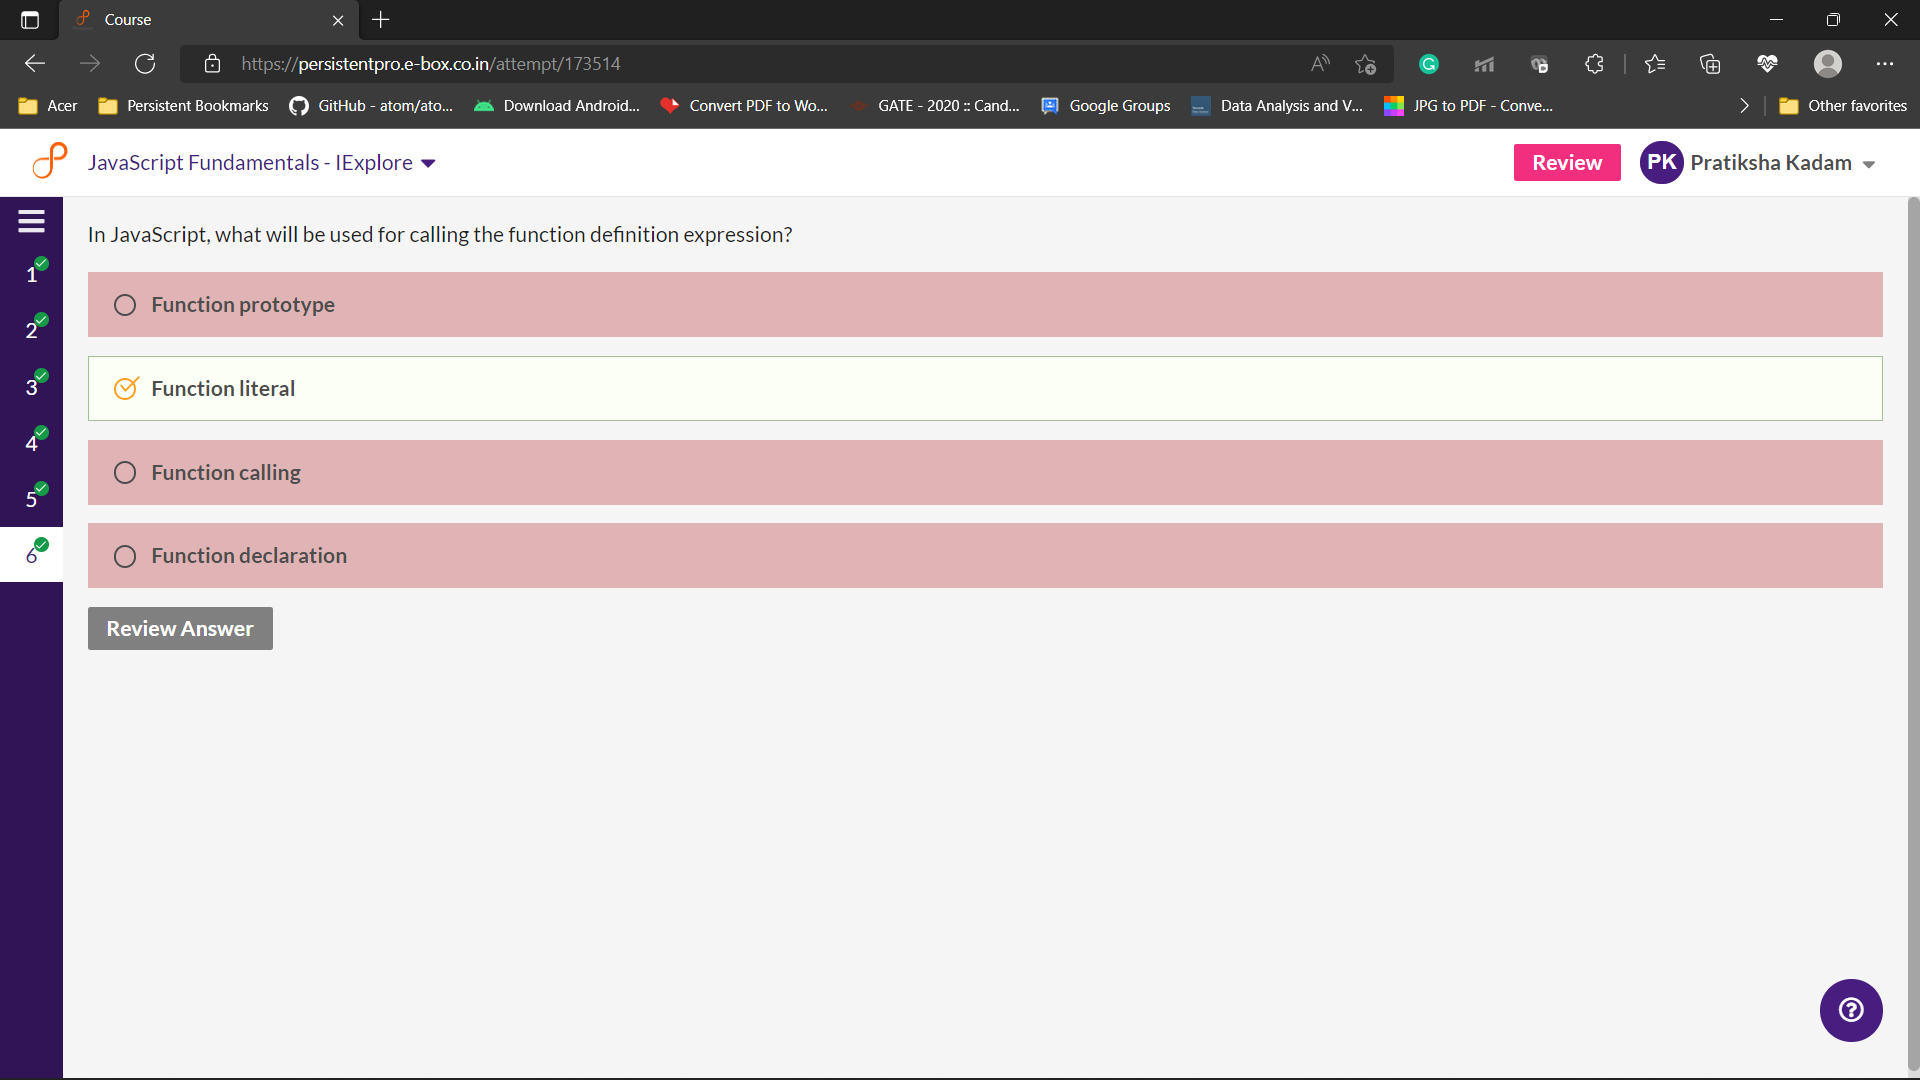 Course
https://persistentpro.e-box.co.in/attempt/173514
Acer
Persistent Bookmarks
GitHub - atom/ato...
Download Android...
Convert PDF to Wo...
GATE - 2020 :: Cand...
Google Groups
Data Analysis and V...
JPG to PDF - Conve...
Other favorites
JavaScript Fundamentals - IExplore
Review
PK
Pratiksha Kadam
In JavaScript, what will be used for calling the function definition expression?
1
2
3
4
5
6
Function prototype
Function literal
Function calling
Function declaration
Review Answer